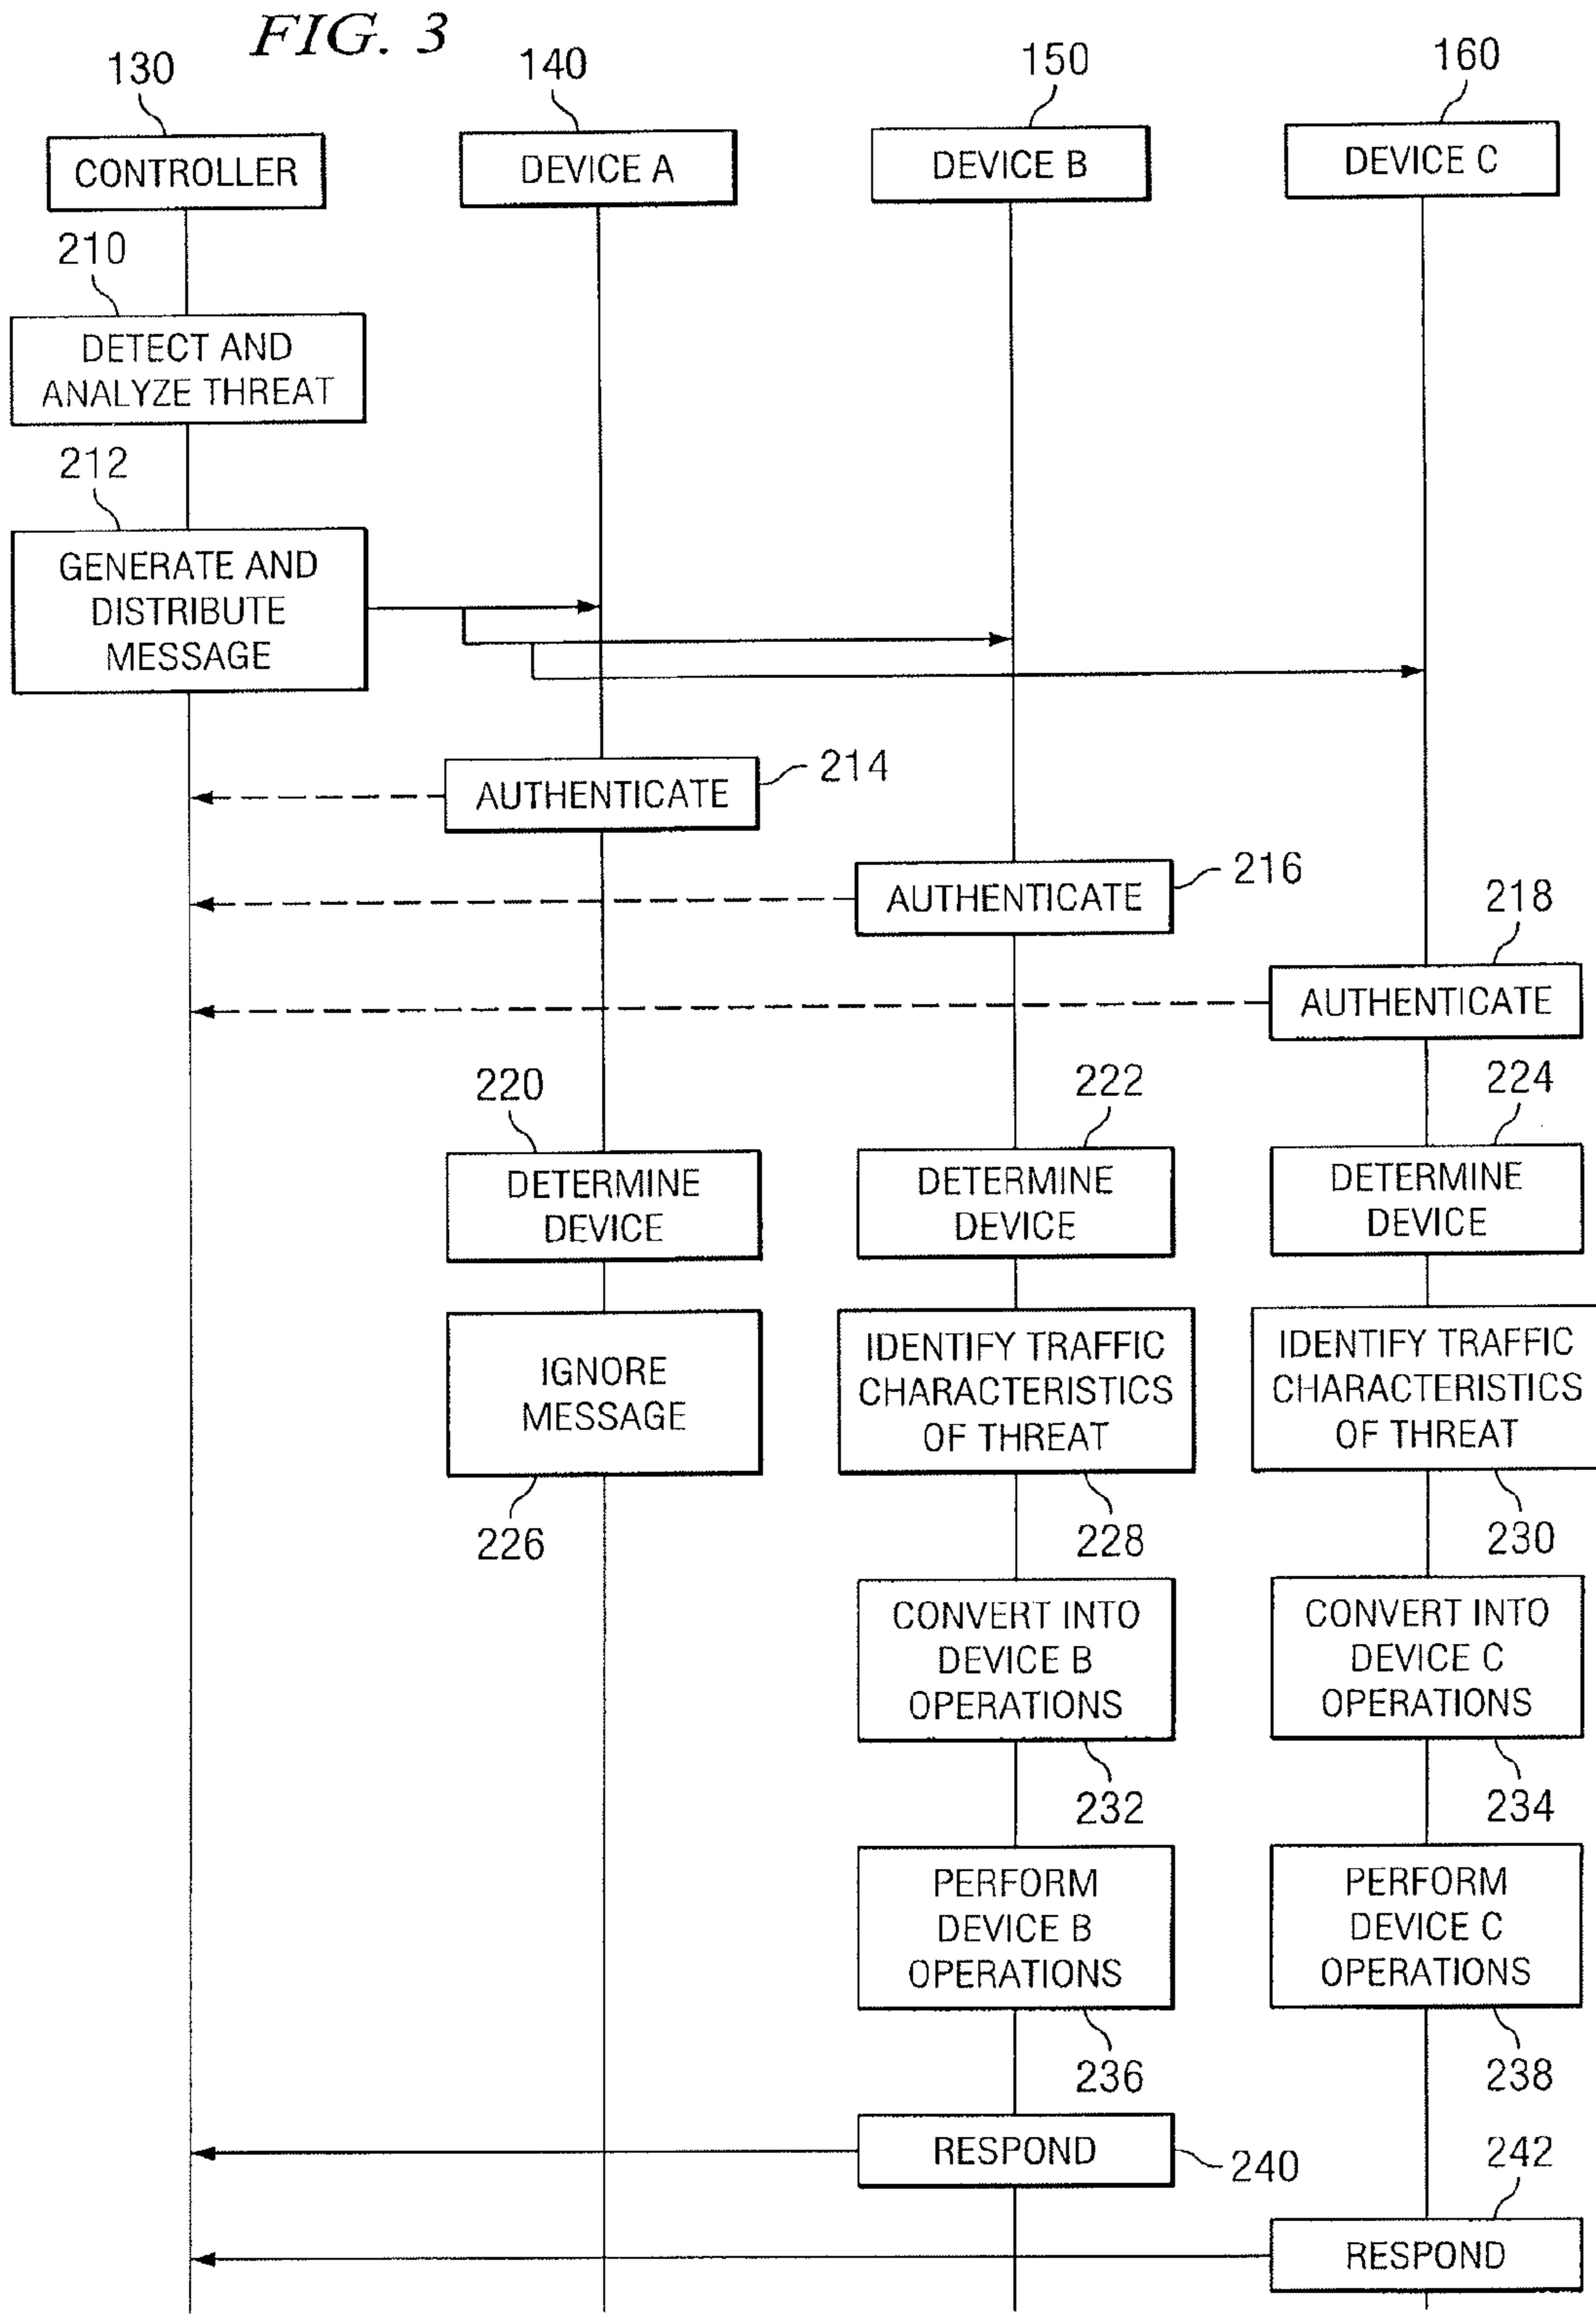 FIG. 3
130
140
150
160
CONTROLLER
DEVICE A
DEVICE B
DEVICE C
210
DETECT AND
ANALYZE THREAT
212
GENERATE AND
DISTRIBUTE
MESSAGE
AUTHENTICATE
214
AUTHENTICATE
216
218
AUTHENTICATE
220
222
224
DETERMINE
DEVICE
DETERMINE
DEVICE
DETERMINE
DEVICE
IGNORE
MESSAGE
IDENTIFY TRAFFIC
CHARACTERISTICS
OF THREAT
IDENTIFY TRAFFIC
CHARACTERISTICS
OF THREAT
226
228
230
CONVERT INTO
DEVICE B
OPERATIONS
CONVERT INTO
DEVICE C
OPERATIONS
232
234
PERFORM
DEVICE B
OPERATIONS
PERFORM
DEVICE C
OPERATIONS
236
238
RESPOND
240
242
RESPOND